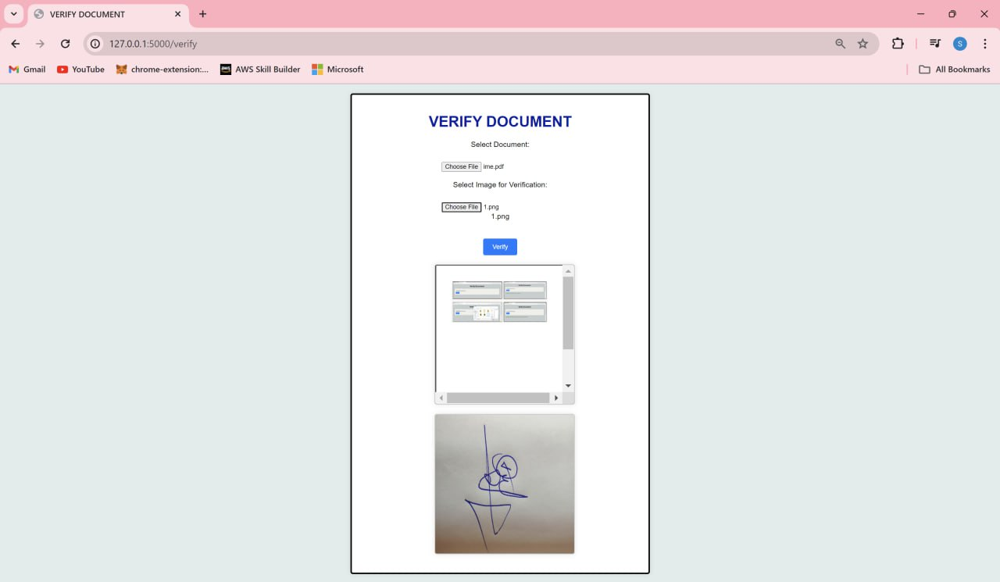 VERIFY DOCUMENT
127.0.0.1:5000/verify
Gmail YouTube chrome-extension:... AWS Skill Builder Microsoft All Bookmarks
VERIFY DOCUMENT
Select Document:
Choose File ime.pdf
Select Image for Verification:
Choose File 1.png
1.png
Verify